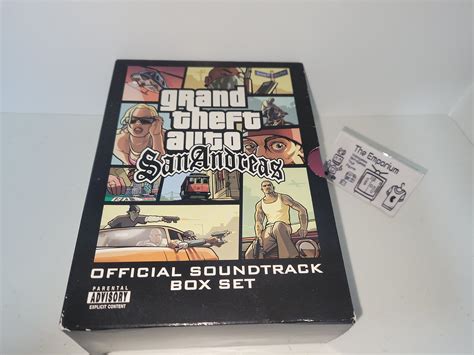 grand
theft
auto
San Andreas
OFFICIAL SOUNDTRACK
BOX SET
PARENTAL
ADVISORY
EXPLICIT CONTENT
The Emporium